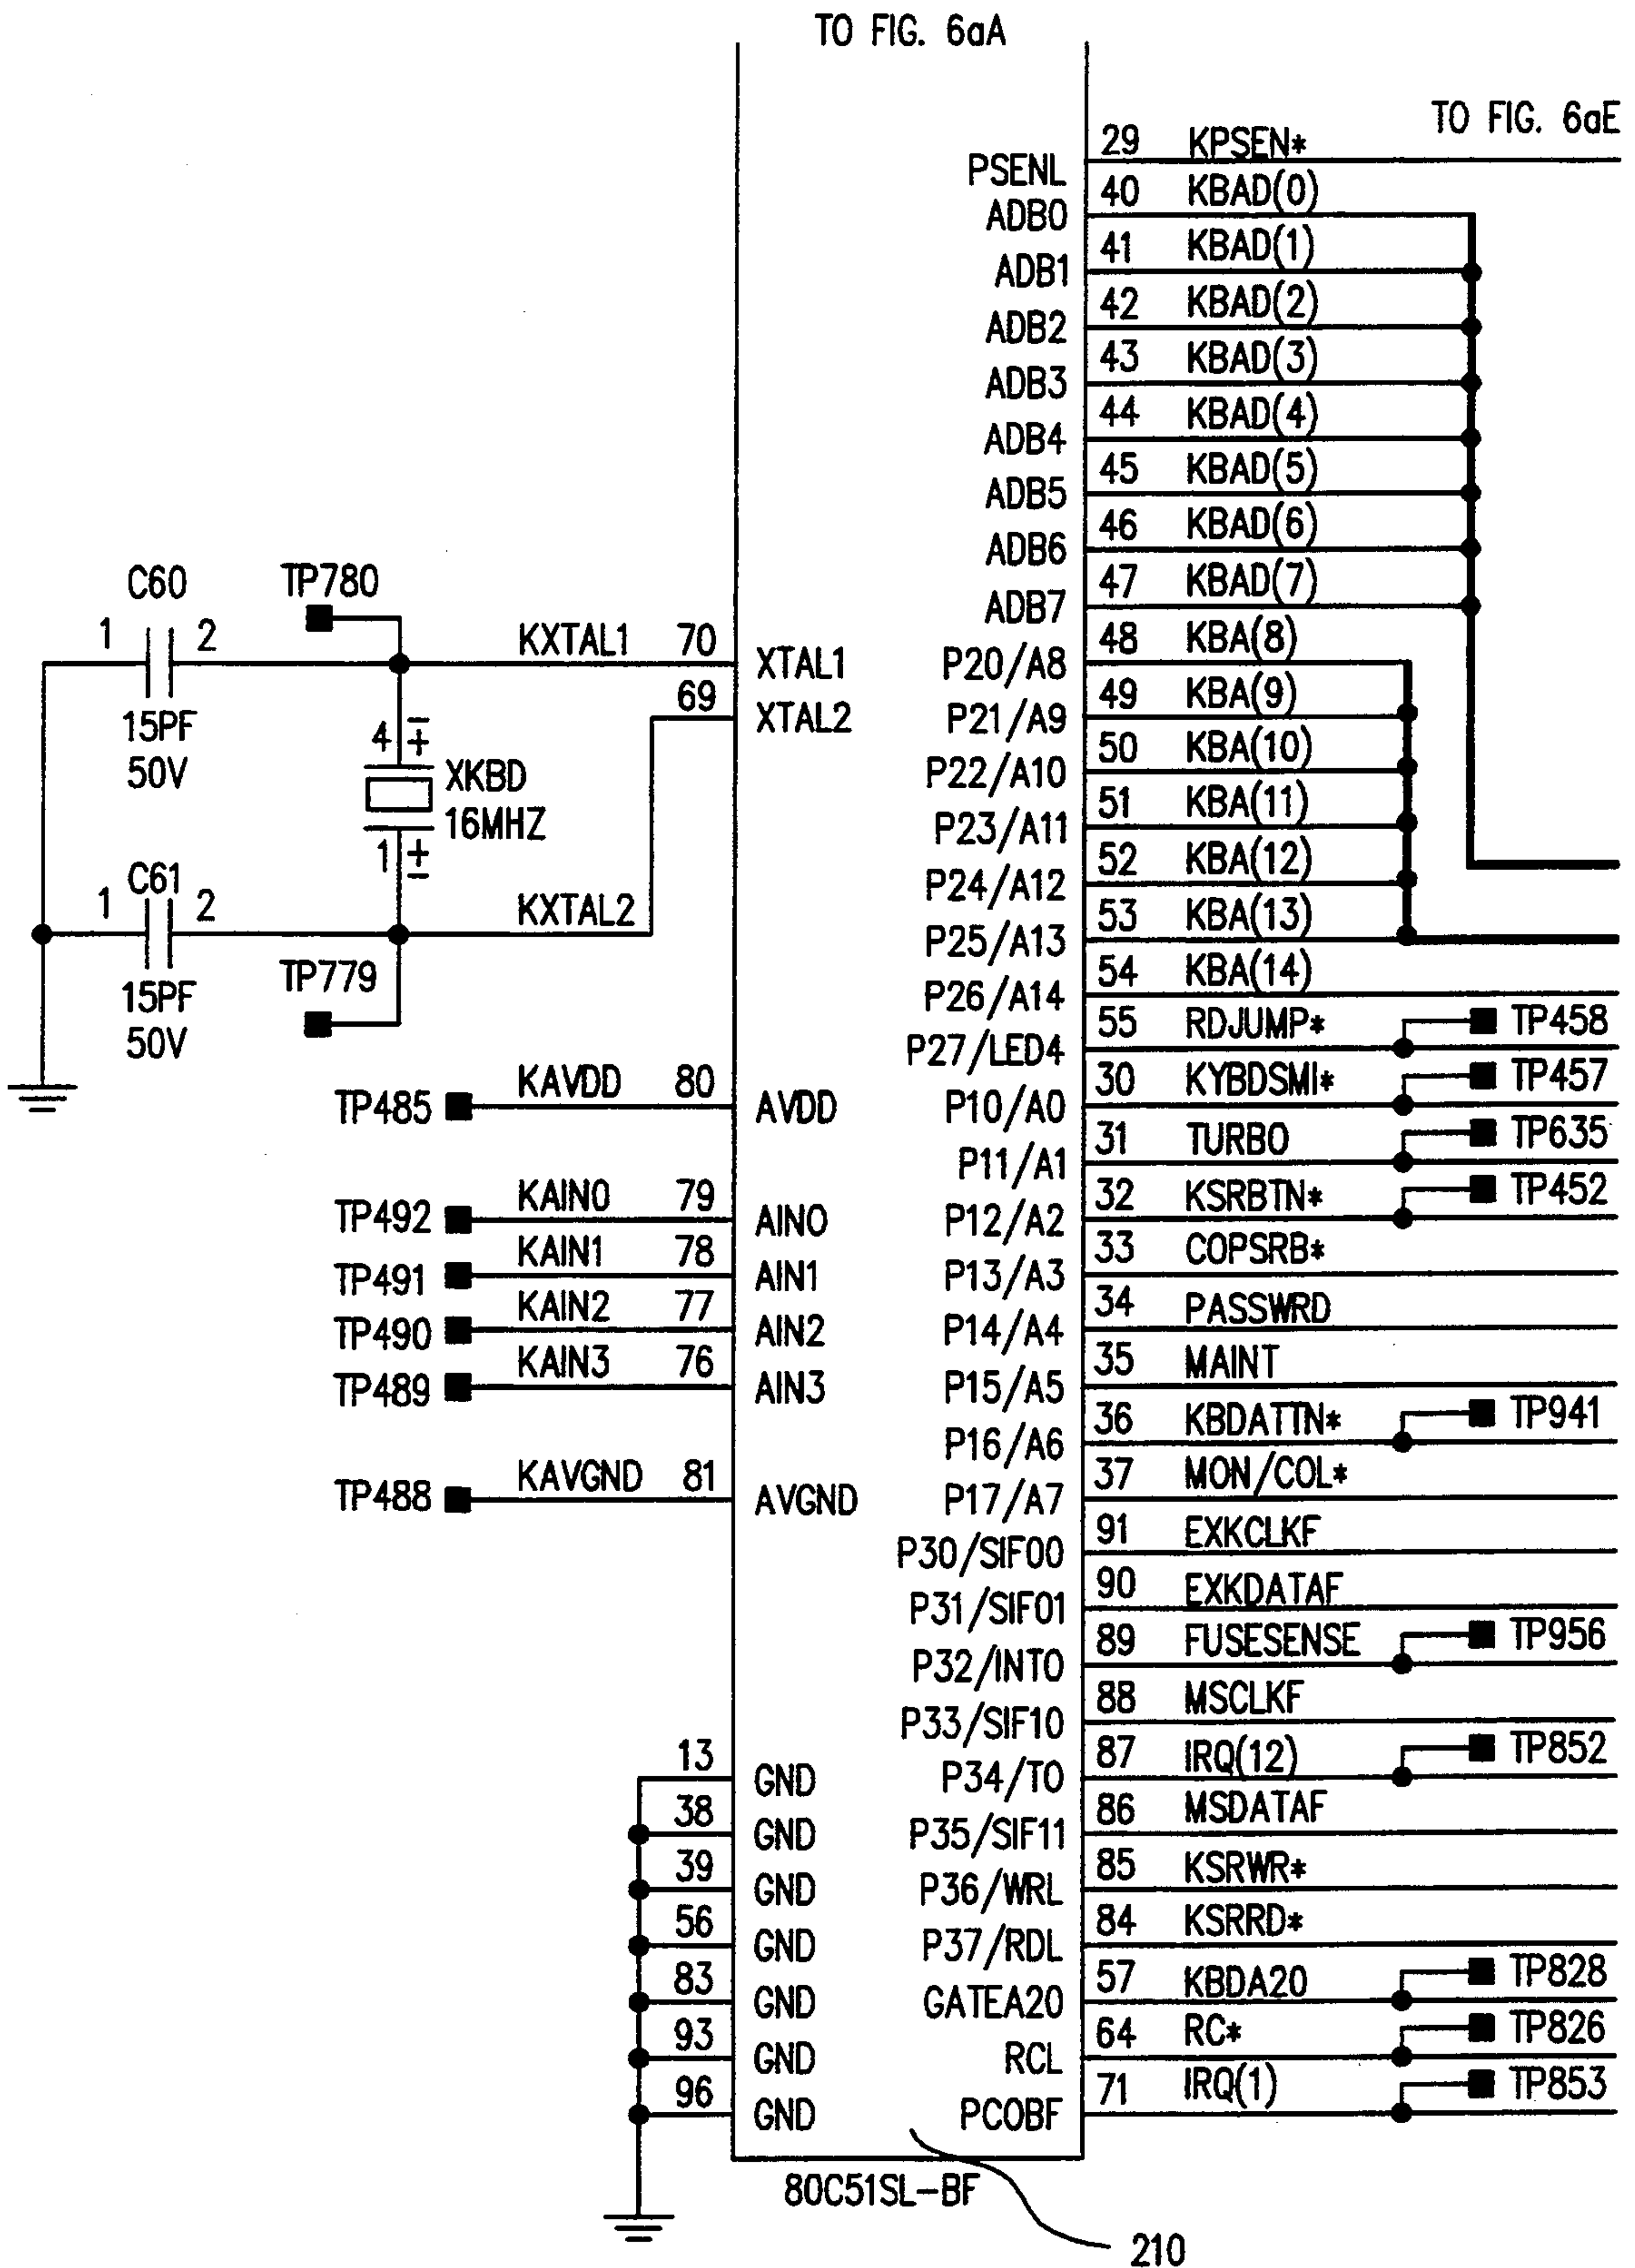 TO FIG. 6aA
TO FIG. 6aE
PSENL 29 KPSEN*
ADB0 40 KBAD(0)
ADB1 41 KBAD(1)
ADB2 42 KBAD(2)
ADB3 43 KBAD(3)
ADB4 44 KBAD(4)
ADB5 45 KBAD(5)
ADB6 46 KBAD(6)
ADB7 47 KBAD(7)
C60
TP780
1 2
15PF
50V
KXTAL1 70 XTAL1
69 XTAL2
4 - +
XKBD
16MHZ
1 + -
C61
1 2
15PF
50V
KXTAL2
TP779
P20/A8 48 KBA(8)
P21/A9 49 KBA(9)
P22/A10 50 KBA(10)
P23/A11 51 KBA(11)
P24/A12 52 KBA(12)
P25/A13 53 KBA(13)
P26/A14 54 KBA(14)
P27/LED4 55 RDJUMP* TP458
TP485 KAVDD 80 AVDD
P10/A0 30 KYBDSMI* TP457
P11/A1 31 TURBO TP635
TP492 KAIN0 79 AIN0
P12/A2 32 KSRBTN* TP452
TP491 KAIN1 78 AIN1
P13/A3 33 COPSRB*
TP490 KAIN2 77 AIN2
P14/A4 34 PASSWRD
TP489 KAIN3 76 AIN3
P15/A5 35 MAINT
P16/A6 36 KBDATTN* TP941
TP488 KAVGND 81 AVGND
P17/A7 37 MON/COL*
P30/SIF00 91 EXKCLKF
P31/SIF01 90 EXKDATAF
P32/INT0 89 FUSESENSE TP956
P33/SIF10 88 MSCLKF
13 GND
P34/T0 87 IRQ(12) TP852
38 GND
P35/SIF11 86 MSDATAF
39 GND
P36/WRL 85 KSRWR*
56 GND
P37/RDL 84 KSRRD*
83 GND
GATEA20 57 KBDA20 TP828
93 GND
RCL 64 RC* TP826
96 GND
PCOBF 71 IRQ(1) TP853
80C51SL-BF
210